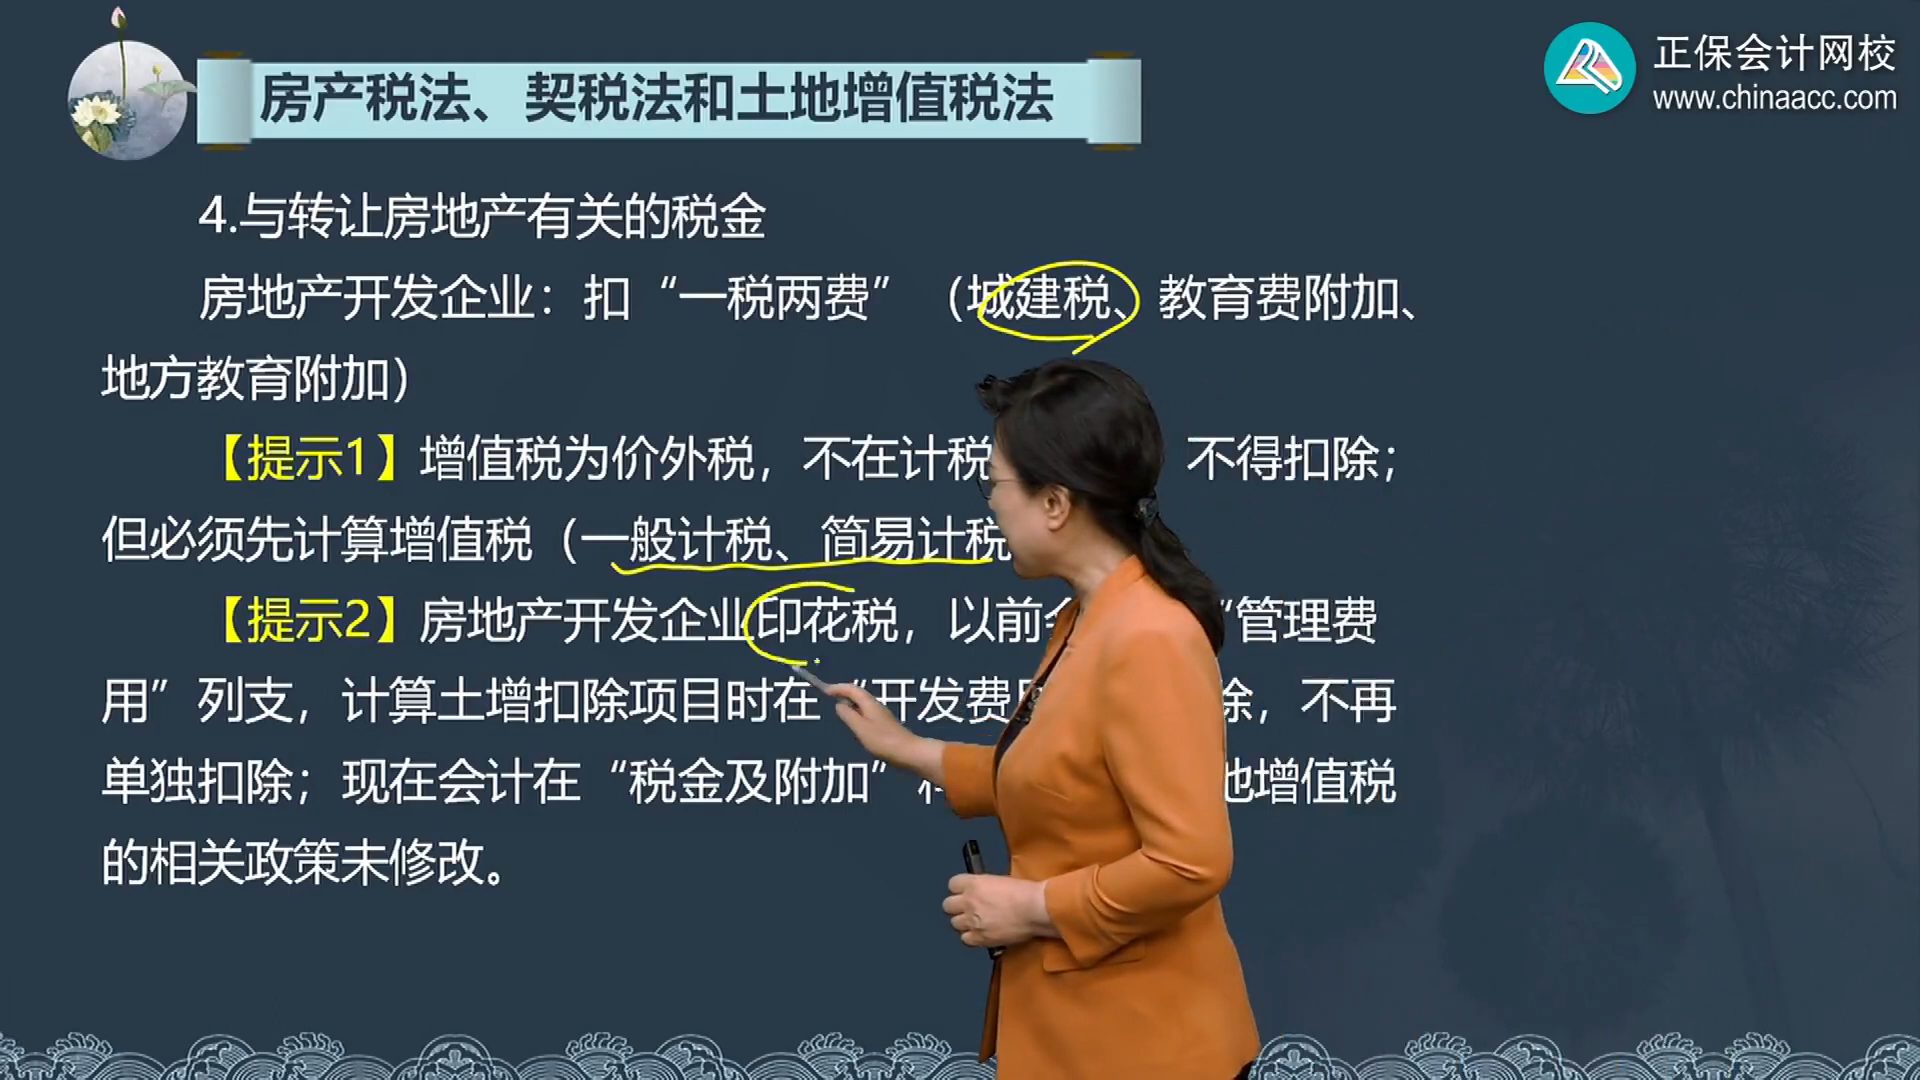 正保会计网校
www.chinaacc.com
房产税法、契税法和土地增值税法
4.与转让房地产有关的税金
房地产开发企业：扣“一税两费”（城建税、教育费附加、
地方教育附加）
【提示1】增值税为价外税，不在计税 不得扣除；
但必须先计算增值税（一般计税、简易计税
【提示2】房地产开发企业印花税，以前 “管理费
用”列支，计算土增扣除项目时在“开发费 除，不再
单独扣除；现在会计在“税金及附加” 地增值税
的相关政策未修改。